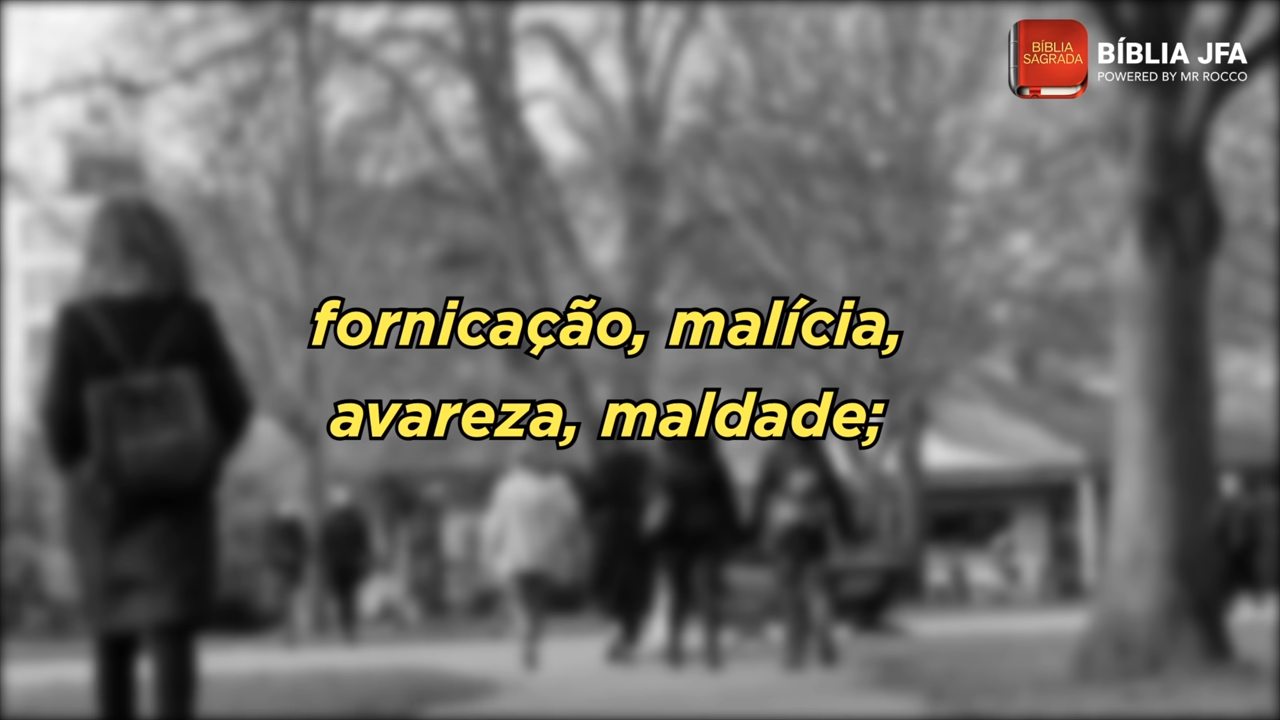 BÍBLIA
SAGRADA
BÍBLIA JFA
POWERED BY MR ROCCO
fornicação, malícia,
avareza, maldade;